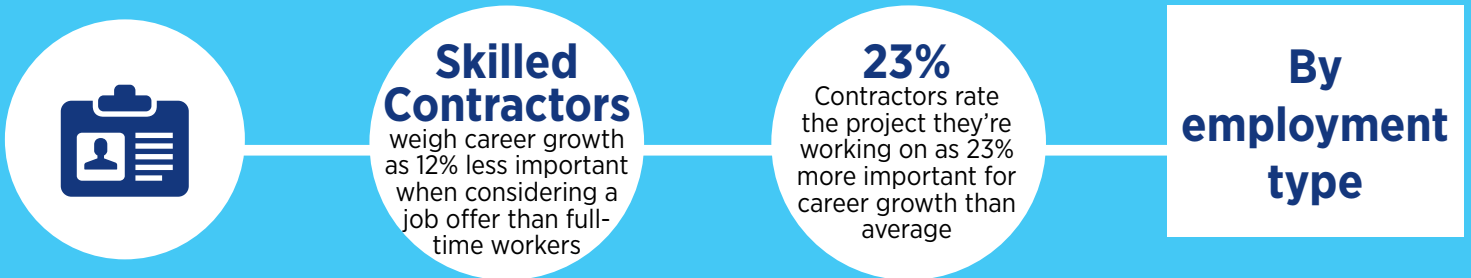 Skilled
Contractors
weigh career growth
as 12% less important
when considering a
job offer than full-
time workers
23%
Contractors rate
the project they’re
working on as 23%
more important for
career growth than
average
By
employment
type